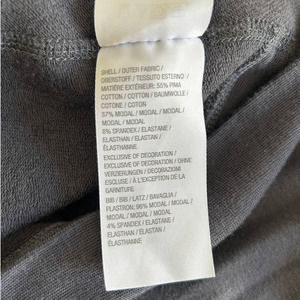 SHELL / OUTER FABRIC /
OBERSTOFF / TESSUTO ESTERNO /
MATIÈRE EXTÉRIEUR: 55% PIMA
COTTON / COTTON / BAUMWOLLE /
COTONE / COTON
37% MODAL / MODAL / MODAL /
MODAL / MODAL
8% SPANDEX / ELASTANE /
ELASTHAN / ELASTAN /
ÉLASTHANNE
EXCLUSIVE OF DECORATION /
EXCLUSIVE OF DECORATION / OHNE
VERZIERUNGEN / DECORAZIONI
ESCLUSE / À L'EXCEPTION DE LA
GARNITURE
BIB / BIB / LATZ / BAVAGLIA /
PLASTRON: 96% MODAL / MODAL /
MODAL / MODAL / MODAL
4% SPANDEX / ELASTANE /
ELASTHAN / ELASTAN /
ÉLASTHANNE